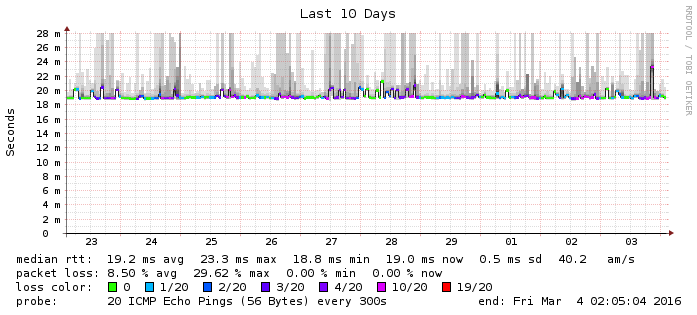 Last 10 Days
RRDTOOL / TOBI OETIKER
Seconds
28 m
26 m
24 m
22 m
20 m
18 m
16 m
14 m
12 m
10 m
8 m
6 m
4 m
2 m
0
23 24 25 26 27 28 29 01 02 03
median rtt: 19.2 ms avg 23.3 ms max 18.8 ms min 19.0 ms now 0.5 ms sd 40.2 am/s
packet loss: 8.50 % avg 29.62 % max 0.00 % min 0.00 % now
loss color: 0 1/20 2/20 3/20 4/20 10/20 19/20
probe: 20 ICMP Echo Pings (56 Bytes) every 300s end: Fri Mar 4 02:05:04 2016